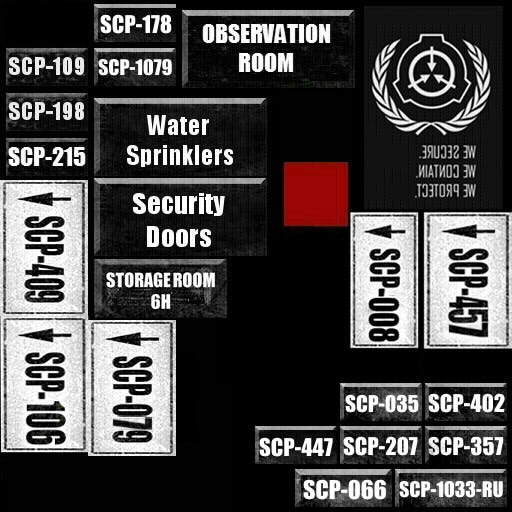 SCP-178
OBSERVATION
ROOM
SCP-109
SCP-1079
SCP-198
SCP-215
Water
Sprinklers
Security
Doors
STORAGE ROOM
6H
WE SECURE.
WE CONTAIN.
WE PROTECT.
SCP-409
SCP-008
SCP-457
SCP-106
SCP-079
SCP-035
SCP-402
SCP-447
SCP-207
SCP-357
SCP-066
SCP-1033-RU